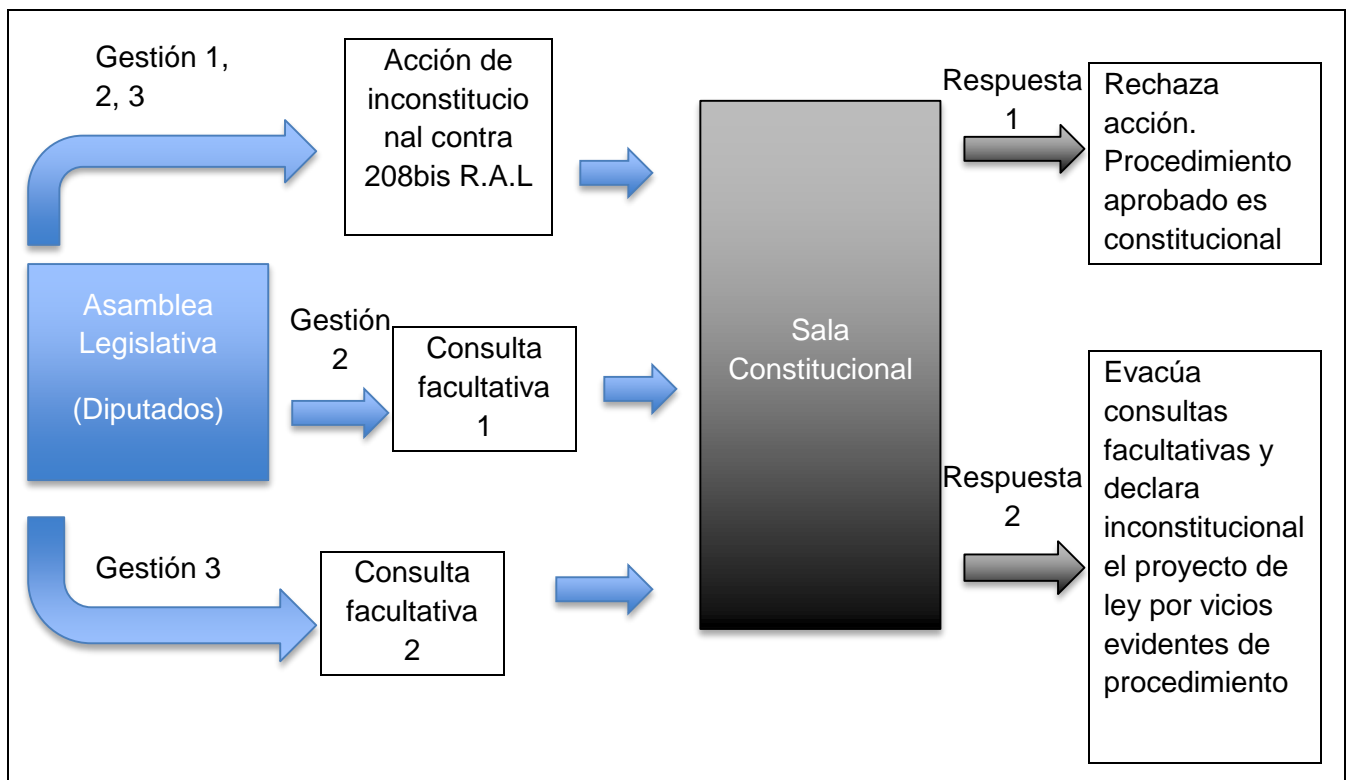 Gestión 1,
2, 3
Acción de
inconstitucio
nal contra
208bis R.A.L
Respuesta
1
Rechaza
acción.
Procedimiento
aprobado es
constitucional
Asamblea
Legislativa
(Diputados)
Gestión
2
Consulta
facultativa
1
Sala
Constitucional
Respuesta
2
Evacúa
consultas
facultativas y
declara
inconstitucional
el proyecto de
ley por vicios
evidentes de
procedimiento
Gestión 3
Consulta
facultativa
2